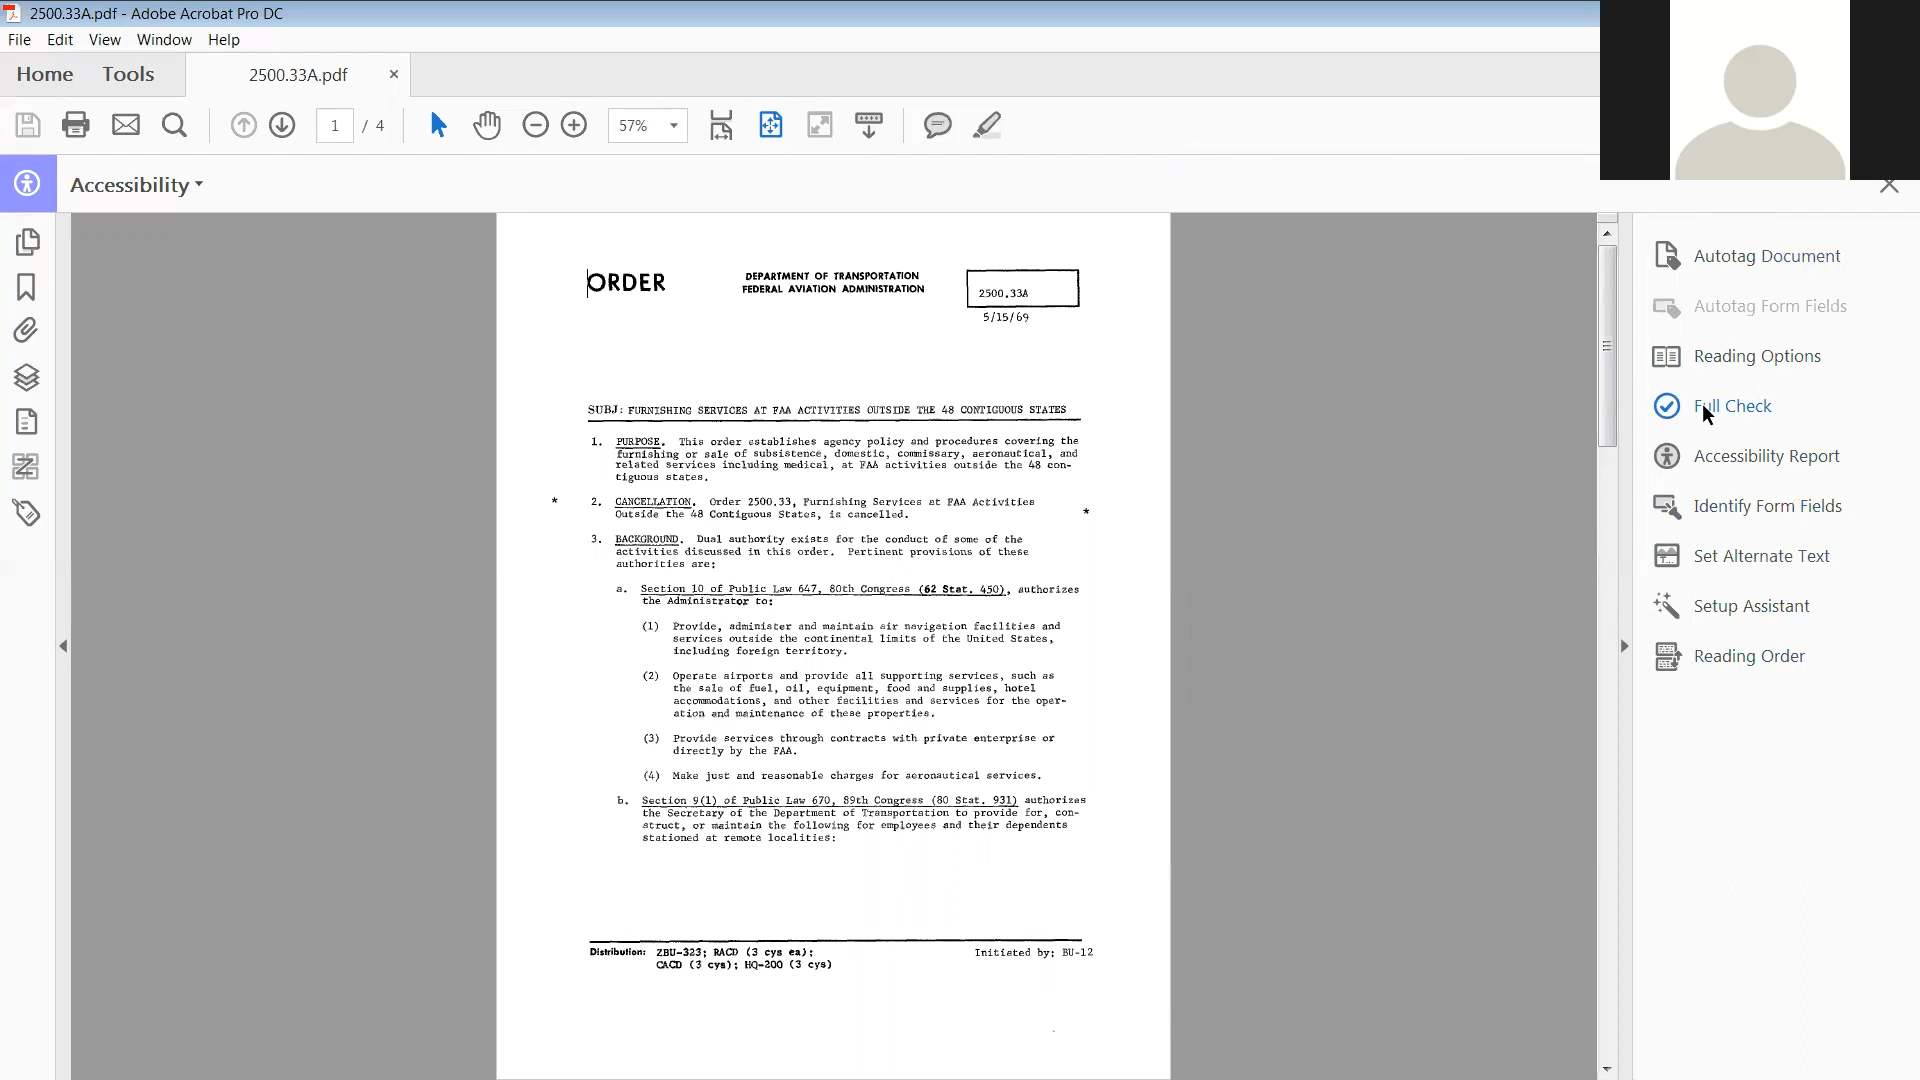 2500.33A.pdf - Adobe Acrobat Pro DC
File Edit View Window Help
Home Tools 2500.33A.pdf ×
1 / 4 57%
Accessibility
Autotag Document
Autotag Form Fields
Reading Options
Full Check
Accessibility Report
Identify Form Fields
Set Alternate Text
Setup Assistant
Reading Order
ORDER
DEPARTMENT OF TRANSPORTATION
FEDERAL AVIATION ADMINISTRATION
2500.33A
5/15/69
SUBJ: FURNISHING SERVICES AT FAA ACTIVITIES OUTSIDE THE 48 CONTIGUOUS STATES
1. PURPOSE. This order establishes agency policy and procedures covering the
furnishing or sale of subsistence, domestic, commissary, aeronautical, and
related services including medical, at FAA activities outside the 48 con-
tiguous states.
* 2. CANCELLATION. Order 2500.33, Furnishing Services at FAA Activities
Outside the 48 Contiguous States, is cancelled. *
3. BACKGROUND. Dual authority exists for the conduct of some of the
activities discussed in this order. Pertinent provisions of these
authorities are:
a. Section 10 of Public Law 647, 80th Congress (62 Stat. 450), authorizes
the Administrator to:
(1) Provide, administer and maintain air navigation facilities and
services outside the continental limits of the United States,
including foreign territory.
(2) Operate airports and provide all supporting services, such as
the sale of fuel, oil, equipment, food and supplies, hotel
accommodations, and other facilities and services for the oper-
ation and maintenance of these properties.
(3) Provide services through contracts with private enterprise or
directly by the FAA.
(4) Make just and reasonable charges for aeronautical services.
b. Section 9(1) of Public Law 670, 89th Congress (80 Stat. 931) authorizes
the Secretary of the Department of Transportation to provide for, con-
struct, or maintain the following for employees and their dependents
stationed at remote localities:
Distribution: ZBU-323; RACD (3 cys ea); Initiated by: BU-12
CACD (3 cys); HQ-200 (3 cys)